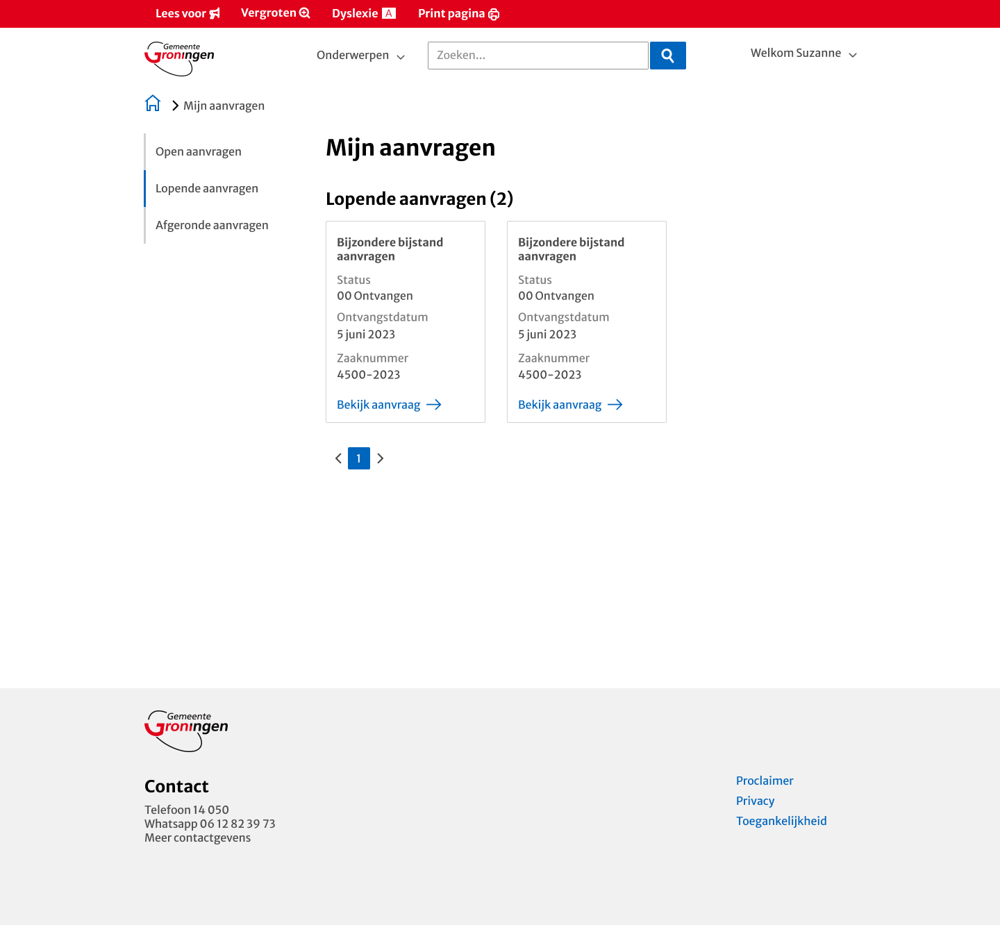 Lees voor
Vergroten
Dyslexie A
Print pagina
Gemeente
Groningen
Onderwerpen
Zoeken...
Welkom Suzanne
Mijn aanvragen
Open aanvragen
Lopende aanvragen
Afgeronde aanvragen
Mijn aanvragen
Lopende aanvragen (2)
Bijzondere bijstand
aanvragen
Status
00 Ontvangen
Ontvangstdatum
5 juni 2023
Zaaknummer
4500-2023
Bekijk aanvraag
Bijzondere bijstand
aanvragen
Status
00 Ontvangen
Ontvangstdatum
5 juni 2023
Zaaknummer
4500-2023
Bekijk aanvraag
1
Gemeente
Groningen
Contact
Telefoon 14 050
Whatsapp 06 12 82 39 73
Meer contactgevens
Proclaimer
Privacy
Toegankelijkheid